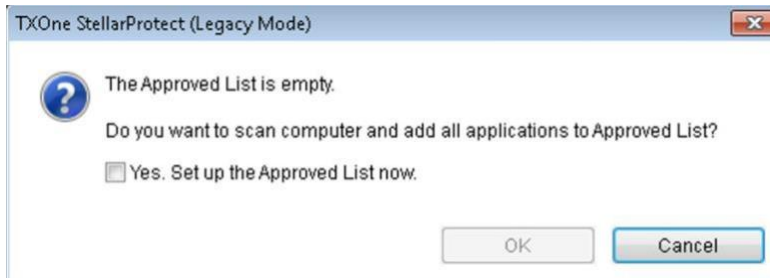 TXOne StellarProtect (Legacy Mode)
The Approved List is empty.
Do you want to scan computer and add all applications to Approved List?
Yes. Set up the Approved List now.
OK
Cancel